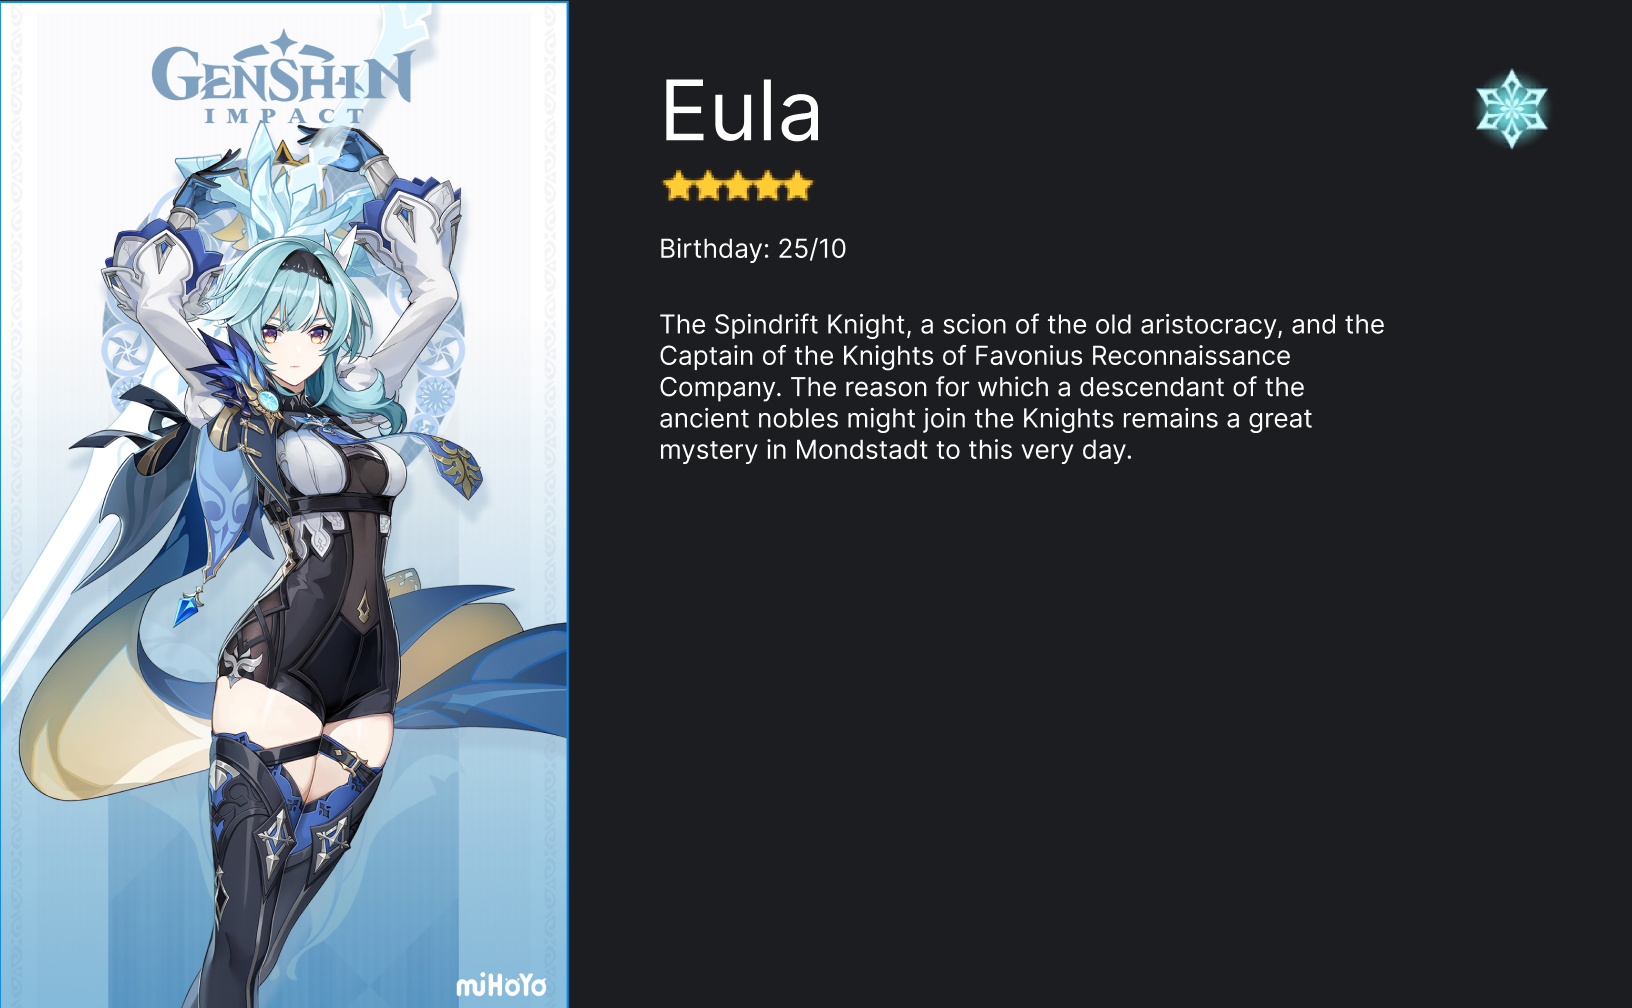 GENSHIN
IMPACT
miHoYo
Eula
Birthday: 25/10
The Spindrift Knight, a scion of the old aristocracy, and the
Captain of the Knights of Favonius Reconnaissance
Company. The reason for which a descendant of the
ancient nobles might join the Knights remains a great
mystery in Mondstadt to this very day.